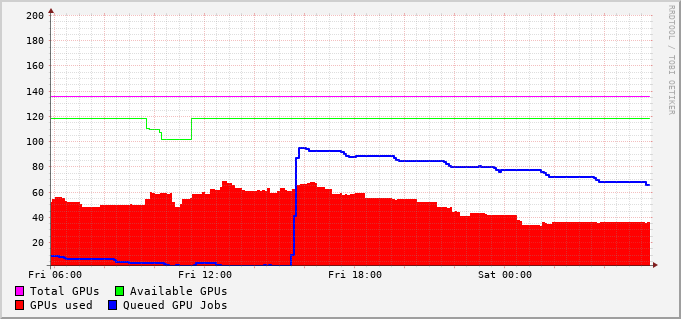 200
180
160
140
120
100
80
60
40
20
Fri 06:00 Fri 12:00 Fri 18:00 Sat 00:00
Total GPUs Available GPUs
GPUs used Queued GPU Jobs
RRDTOOL / TOBI OETIKER